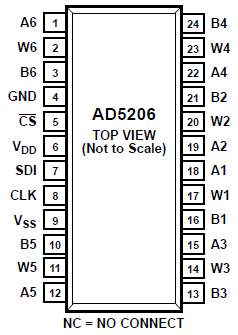 A6 1 24 B4
W6 2 23 W4
B6 3 22 A4
GND 4 21 B2
C̅S̅ 5 20 W2
VDD 6 19 A2
SDI 7 18 A1
CLK 8 17 W1
VSS 9 16 B1
B5 10 15 A3
W5 11 14 W3
A5 12 13 B3
AD5206
TOP VIEW
(Not to Scale)
NC = NO CONNECT